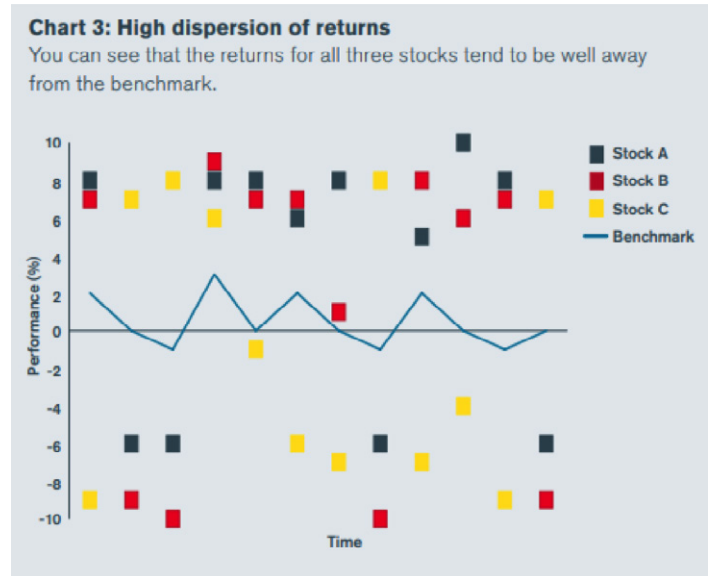 Chart 3: High dispersion of returns
You can see that the returns for all three stocks tend to be well away
from the benchmark.
10
8
6
4
2
0
-2
-4
-6
-8
-10
Performance (%)
Time
Stock A
Stock B
Stock C
Benchmark